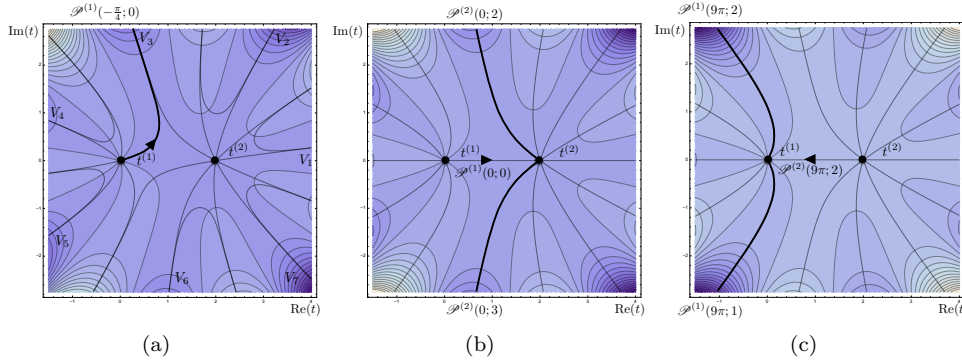 𝒫^{(1)}(-π/4; 0)
Im(t)
V_3
V_2
V_4
t^{(1)}
t^{(2)}
V_1
V_5
V_6
V_7
Re(t)
(a)
𝒫^{(2)}(0; 2)
Im(t)
t^{(1)}
t^{(2)}
𝒫^{(1)}(0; 0)
𝒫^{(2)}(0; 3)
Re(t)
(b)
𝒫^{(1)}(9π; 2)
Im(t)
t^{(1)}
t^{(2)}
𝒫^{(2)}(9π; 2)
𝒫^{(1)}(9π; 1)
Re(t)
(c)